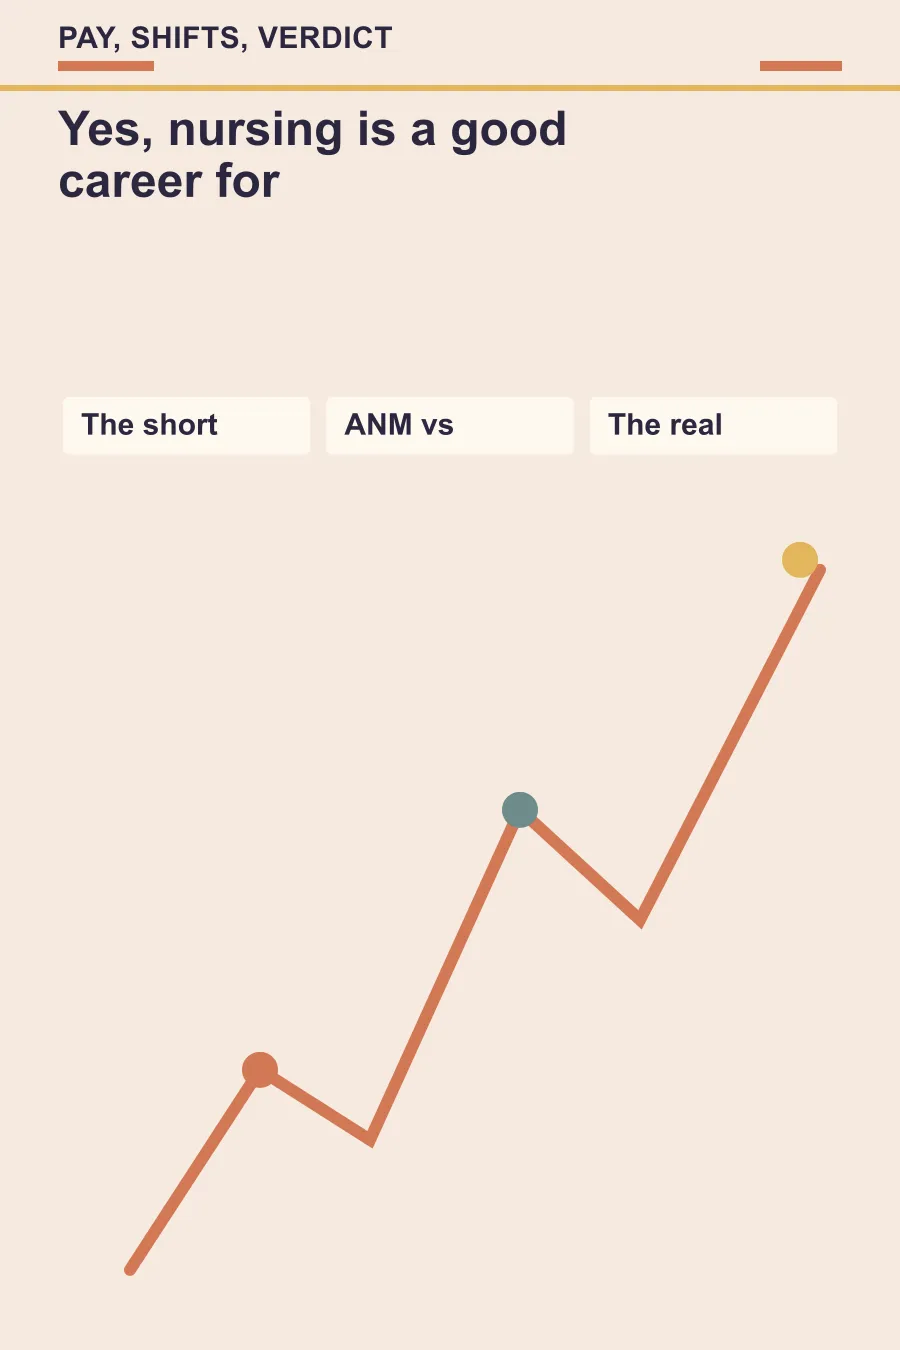 PAY, SHIFTS, VERDICT
Yes, nursing is a good
career for
The short
ANM vs
The real